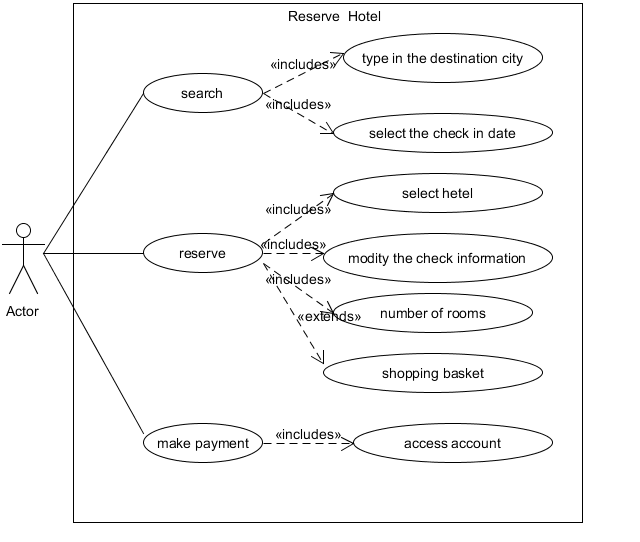 Reserve Hotel
«includes»
type in the destination city
search
«includes»
select the check in date
select hetel
«includes»
reserve
«includes»
modity the check information
«includes»
number of rooms
«extends»
shopping basket
Actor
make payment
«includes»
access account